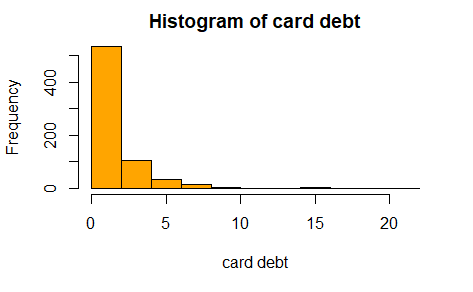 Histogram of card debt
Frequency
400
200
0
0 5 10 15 20
card debt